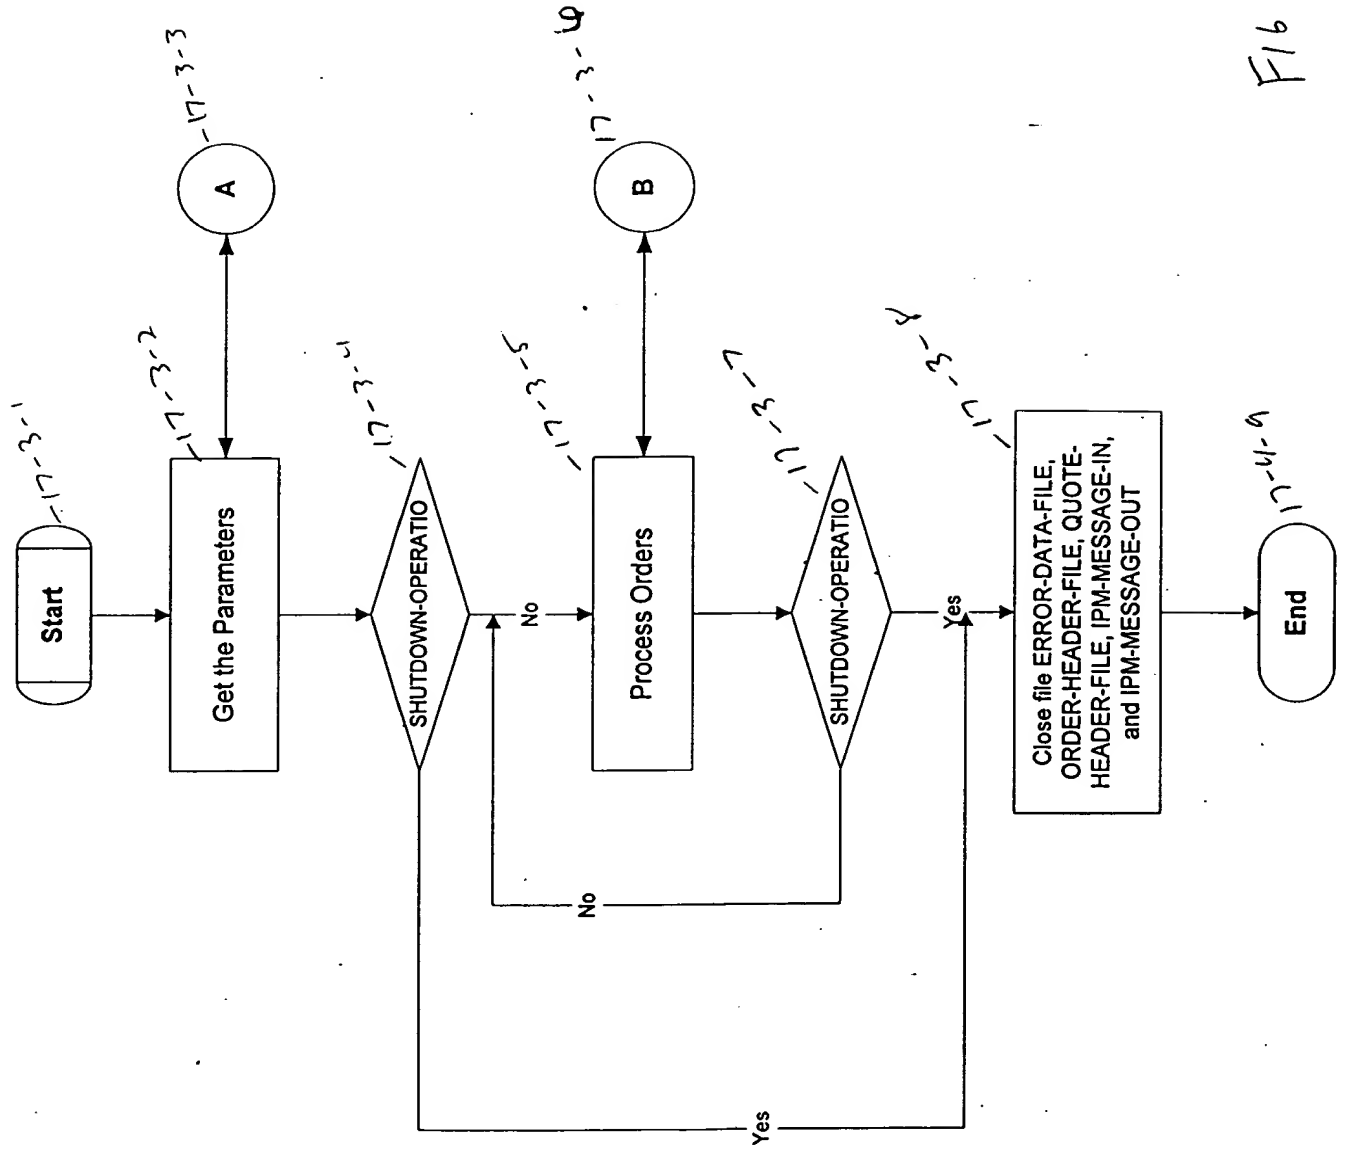 Start
17-3-1
Get the Parameters
17-3-2
A
17-3-3
SHUTDOWN-OPERATIO
17-3-4
No
Process Orders
17-3-5
B
17-3-6
SHUTDOWN-OPERATIO
17-3-7
No
Yes
Yes
Close file ERROR-DATA-FILE,
ORDER-HEADER-FILE, QUOTE-
HEADER-FILE, IPM-MESSAGE-IN,
and IPM-MESSAGE-OUT
17-3-8
End
17-4-9